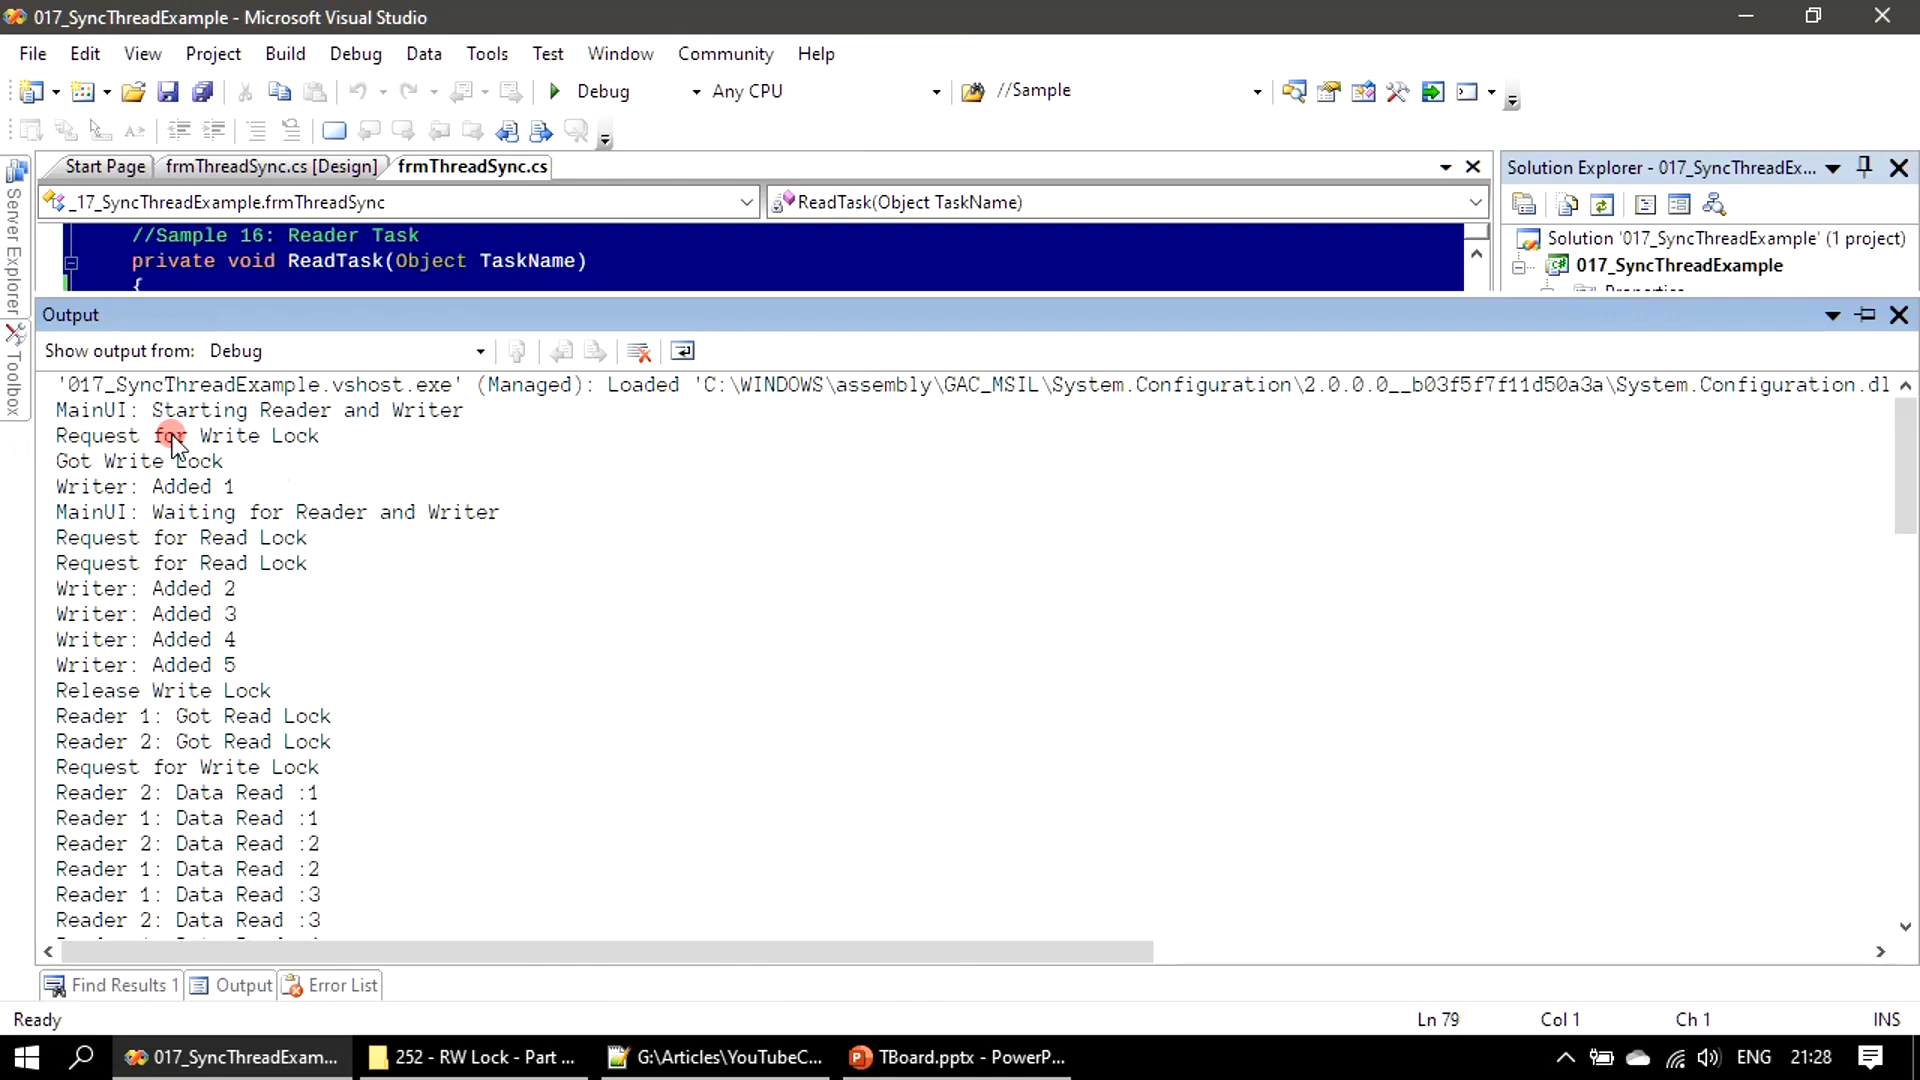 017_SyncThreadExample - Microsoft Visual Studio
File Edit View Project Build Debug Data Tools Test Window Community Help
Debug Any CPU //Sample
Start Page frmThreadSync.cs [Design] frmThreadSync.cs
Solution Explorer - 017_SyncThreadEx...
_17_SyncThreadExample.frmThreadSync ReadTask(Object TaskName)
//Sample 16: Reader Task
private void ReadTask(Object TaskName)
{
Solution '017_SyncThreadExample' (1 project)
017_SyncThreadExample
Properties
Server Explorer
Toolbox
Output
Show output from: Debug
'017_SyncThreadExample.vshost.exe' (Managed): Loaded 'C:\WINDOWS\assembly\GAC_MSIL\System.Configuration\2.0.0.0__b03f5f7f11d50a3a\System.Configuration.dl
MainUI: Starting Reader and Writer
Request for Write Lock
Got Write Lock
Writer: Added 1
MainUI: Waiting for Reader and Writer
Request for Read Lock
Request for Read Lock
Writer: Added 2
Writer: Added 3
Writer: Added 4
Writer: Added 5
Release Write Lock
Reader 1: Got Read Lock
Reader 2: Got Read Lock
Request for Write Lock
Reader 2: Data Read :1
Reader 1: Data Read :1
Reader 2: Data Read :2
Reader 1: Data Read :2
Reader 1: Data Read :3
Reader 2: Data Read :3
Find Results 1 Output Error List
Ready Ln 79 Col 1 Ch 1 INS
017_SyncThreadExam... 252 - RW Lock - Part ... G:\Articles\YouTubeC... TBoard.pptx - PowerP... ENG 21:28